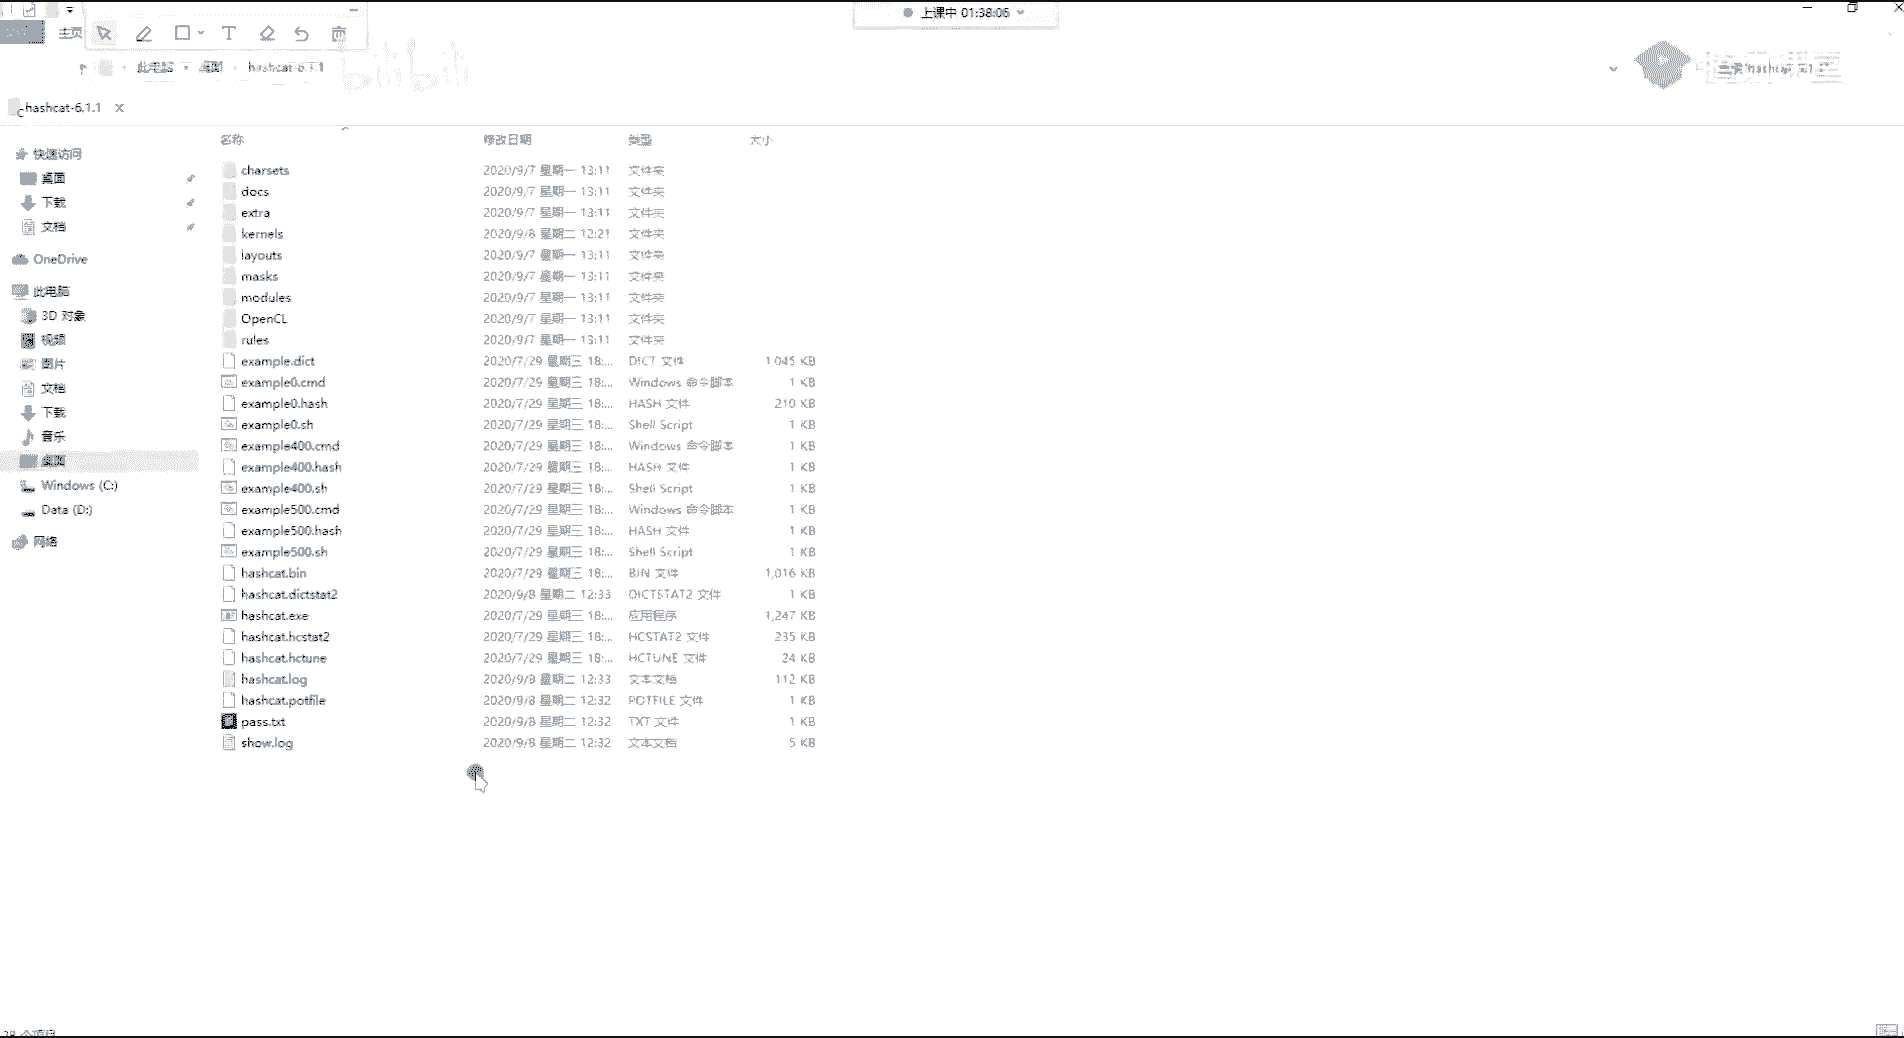 上课中 01:38:06
主页
T
此电脑 桌面 hashcat-6.1.1
bilibili
hashcat-6.1.1
名称 修改日期 类型 大小
快速访问
桌面
下载
文档
OneDrive
此电脑
3D 对象
视频
图片
文档
下载
音乐
桌面
Windows (C:)
Data (D:)
网络
charsets 2020/9/7 星期一 13:11 文件夹
docs 2020/9/7 星期一 13:11 文件夹
extra 2020/9/7 星期一 13:11 文件夹
kernels 2020/9/8 星期二 12:21 文件夹
layouts 2020/9/7 星期一 13:11 文件夹
masks 2020/9/7 星期一 13:11 文件夹
modules 2020/9/7 星期一 13:11 文件夹
OpenCL 2020/9/7 星期一 13:11 文件夹
rules 2020/9/7 星期一 13:11 文件夹
example.dict 2020/7/29 星期三 18:... DICT 文件 1,045 KB
example0.cmd 2020/7/29 星期三 18:... Windows 命令脚本 1 KB
example0.hash 2020/7/29 星期三 18:... HASH 文件 210 KB
example0.sh 2020/7/29 星期三 18:... Shell Script 1 KB
example400.cmd 2020/7/29 星期三 18:... Windows 命令脚本 1 KB
example400.hash 2020/7/29 星期三 18:... HASH 文件 1 KB
example400.sh 2020/7/29 星期三 18:... Shell Script 1 KB
example500.cmd 2020/7/29 星期三 18:... Windows 命令脚本 1 KB
example500.hash 2020/7/29 星期三 18:... HASH 文件 1 KB
example500.sh 2020/7/29 星期三 18:... Shell Script 1 KB
hashcat.bin 2020/7/29 星期三 18:... BIN 文件 1,016 KB
hashcat.dictstat2 2020/9/8 星期二 12:33 DICTSTAT2 文件 1 KB
hashcat.exe 2020/7/29 星期三 18:... 应用程序 1,247 KB
hashcat.hcstat2 2020/7/29 星期三 18:... HCSTAT2 文件 235 KB
hashcat.hctune 2020/7/29 星期三 18:... HCTUNE 文件 24 KB
hashcat.log 2020/9/8 星期二 12:33 文本文档 112 KB
hashcat.potfile 2020/9/8 星期二 12:32 POTFILE 文件 1 KB
pass.txt 2020/9/8 星期二 12:32 TXT 文件 1 KB
show.log 2020/9/8 星期二 12:32 文本文档 5 KB
个项目